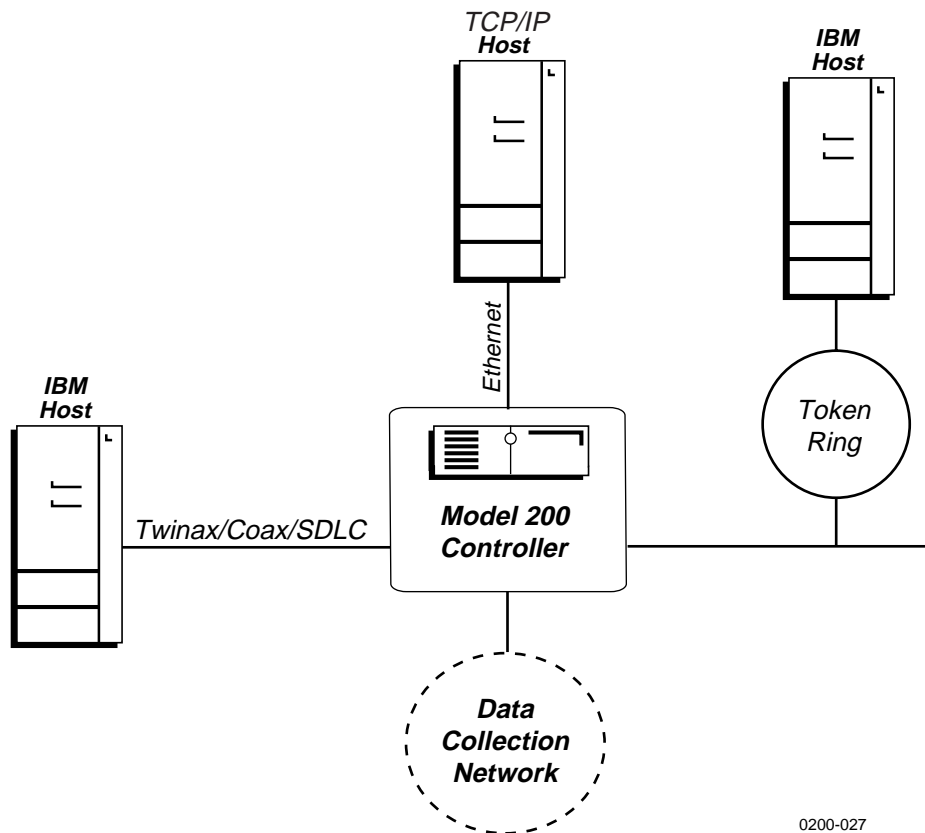 TCP/IP
Host
IBM
Host
Ethernet
Token
Ring
IBM
Host
Twinax/Coax/SDLC
Model 200
Controller
Data
Collection
Network
0200-027